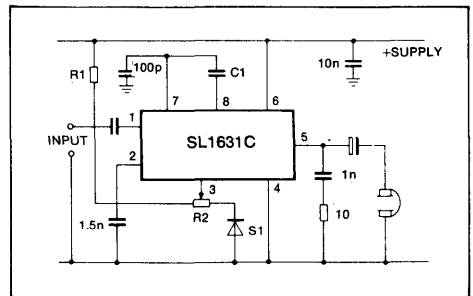 10n
+SUPPLY
R1
100p
C1
7
8
6
1
INPUT
SL1631C
5
2
3
4
1n
R2
S1
1.5n
10